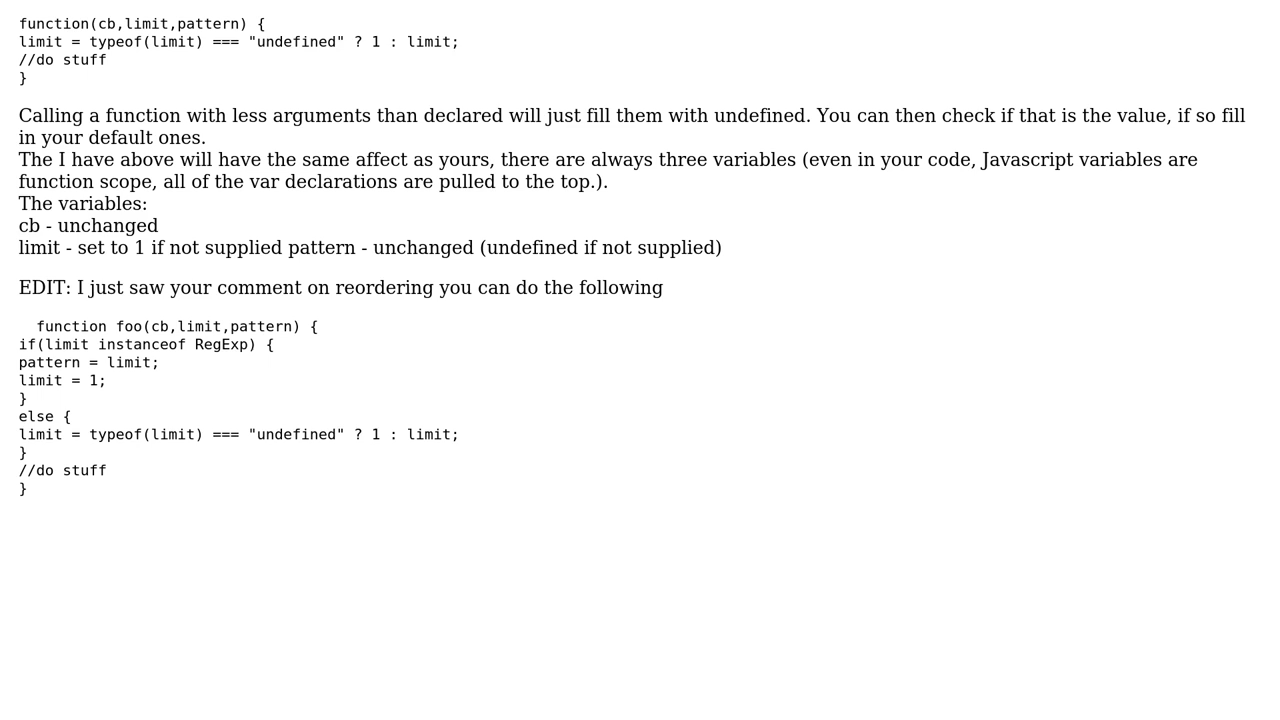 function(cb,limit,pattern) {
limit = typeof(limit) === "undefined" ? 1 : limit;
//do stuff
}
Calling a function with less arguments than declared will just fill them with undefined. You can then check if that is the value, if so fill
in your default ones.
The I have above will have the same affect as yours, there are always three variables (even in your code, Javascript variables are
function scope, all of the var declarations are pulled to the top.).
The variables:
cb - unchanged
limit - set to 1 if not supplied pattern - unchanged (undefined if not supplied)
EDIT: I just saw your comment on reordering you can do the following
function foo(cb,limit,pattern) {
if(limit instanceof RegExp) {
pattern = limit;
limit = 1;
}
else {
limit = typeof(limit) === "undefined" ? 1 : limit;
}
//do stuff
}